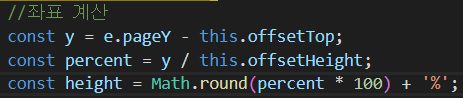 //좌표 계산
const y = e.pageY - this.offsetTop;
const percent = y / this.offsetHeight;
const height = Math.round(percent * 100) + '%';